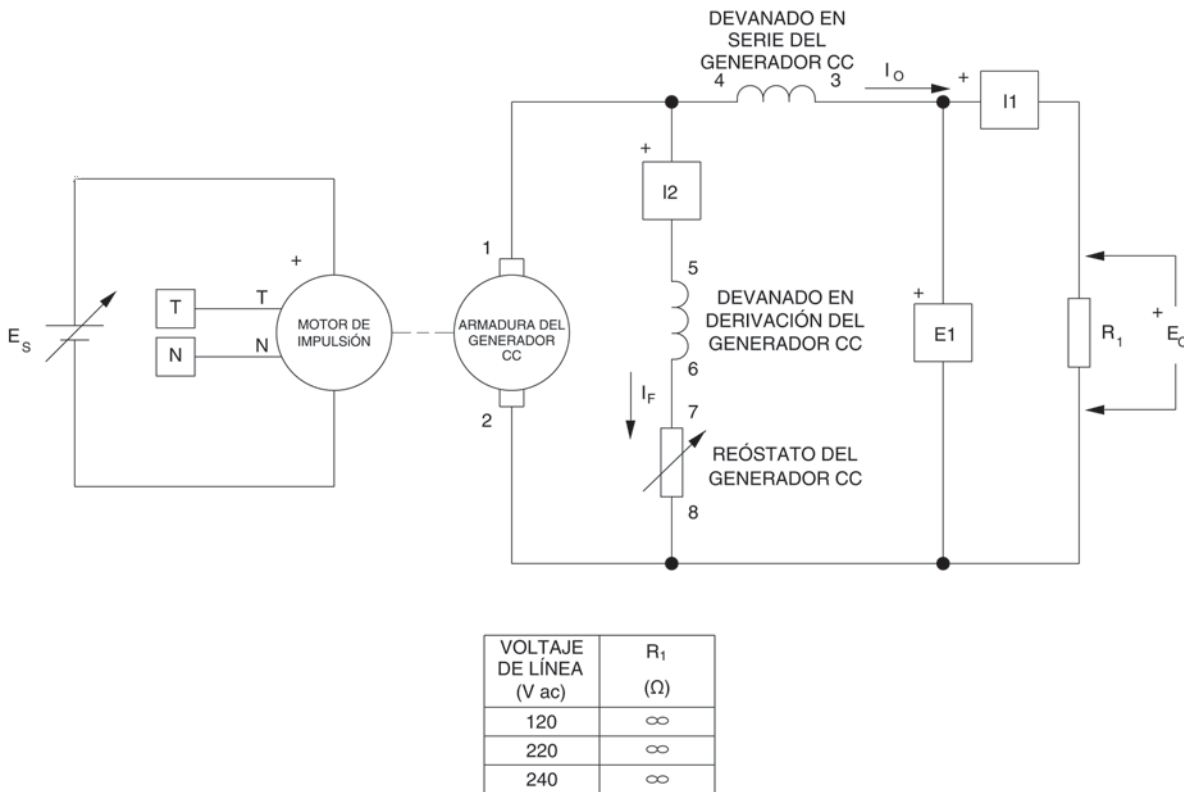 DEVANADO EN
SERIE DEL
GENERADOR CC
4
3
I O
+
I1
+
I2
+
1
5
T
T
N
N
MOTOR DE
IMPULSIÓN
ARMADURA DEL
GENERADOR
CC
DEVANADO EN
DERIVACIÓN DEL
GENERADOR CC
+
E1
R 1
+
E O
E S
6
2
I F
7
REÓSTATO DEL
GENERADOR CC
8
VOLTAJE
DE LÍNEA
(V ac)
R1
(Ω)
120
∞
220
∞
240
∞